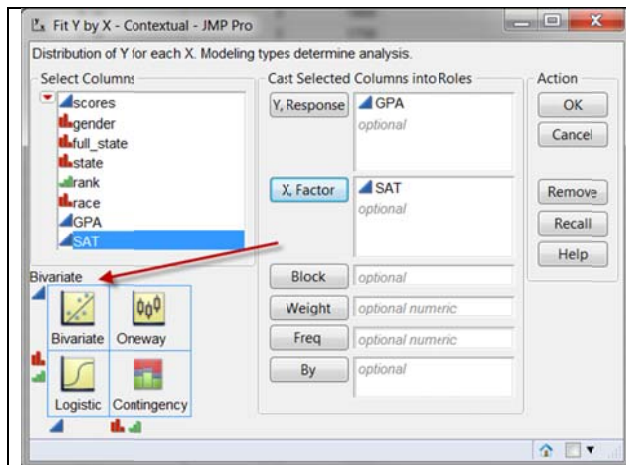 Fit Y by X - Contextual - JMP Pro
Distribution of Y for each X. Modeling types determine analysis.
Select Columns
scores
gender
full_state
state
rank
race
GPA
SAT
Cast Selected Columns into Roles
Y, Response
GPA
optional
X, Factor
SAT
optional
Block
optional
Weight
optional numeric
Freq
optional numeric
By
optional
Action
OK
Cancel
Remove
Recall
Help
Bivariate
Bivariate
Oneway
Logistic
Contingency